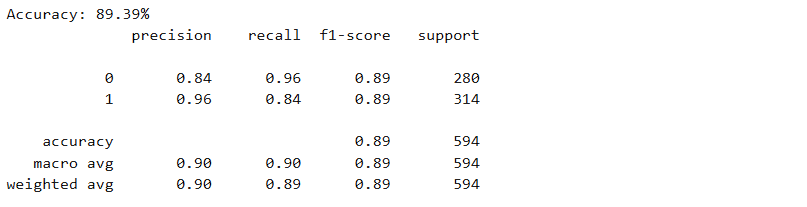 Accuracy: 89.39%
precision recall f1-score support
0 0.84 0.96 0.89 280
1 0.96 0.84 0.89 314
accuracy 0.89 594
macro avg 0.90 0.90 0.89 594
weighted avg 0.90 0.89 0.89 594